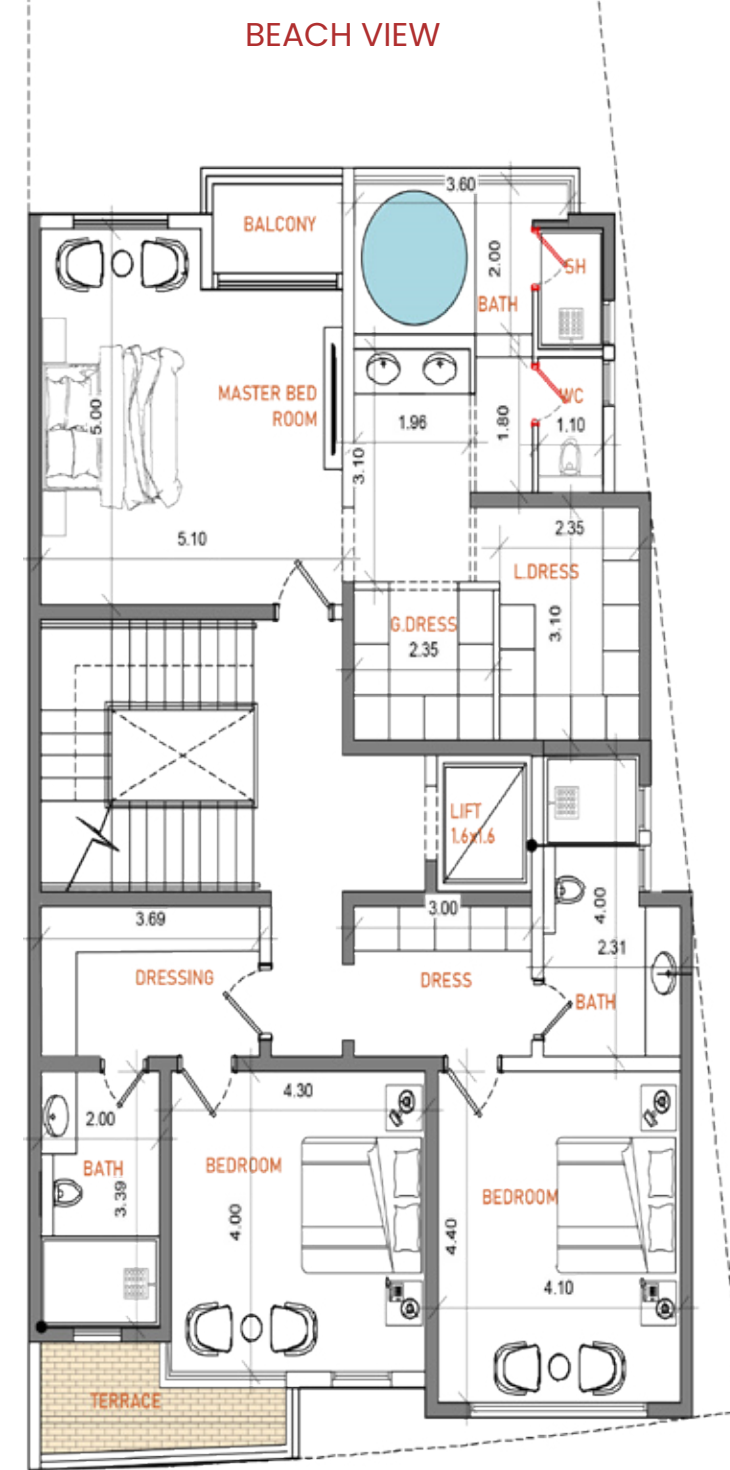 BEACH VIEW
3.60
BALCONY
2.00
SH
BATH
MASTER BED
ROOM
5.00
WC
1.96
1.80
1.10
3.10
5.10
2.35
L.DRESS
G.DRESS
2.35
3.10
LIFT
1.6x1.6
3.69
3.00
4.00
2.31
DRESSING
DRESS
BATH
4.30
2.00
BATH
BEDROOM
3.39
BEDROOM
4.00
4.40
4.10
TERRACE